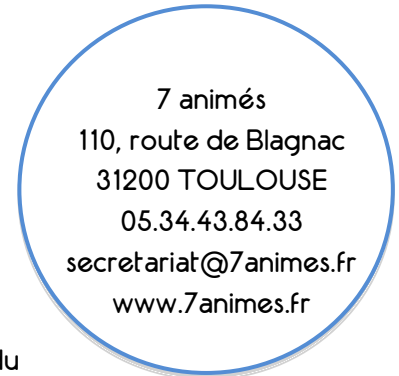 7 animés
110, route de Blagnac
31200 TOULOUSE
05.34.43.84.33
secretariat@7animes.fr
www.7animes.fr